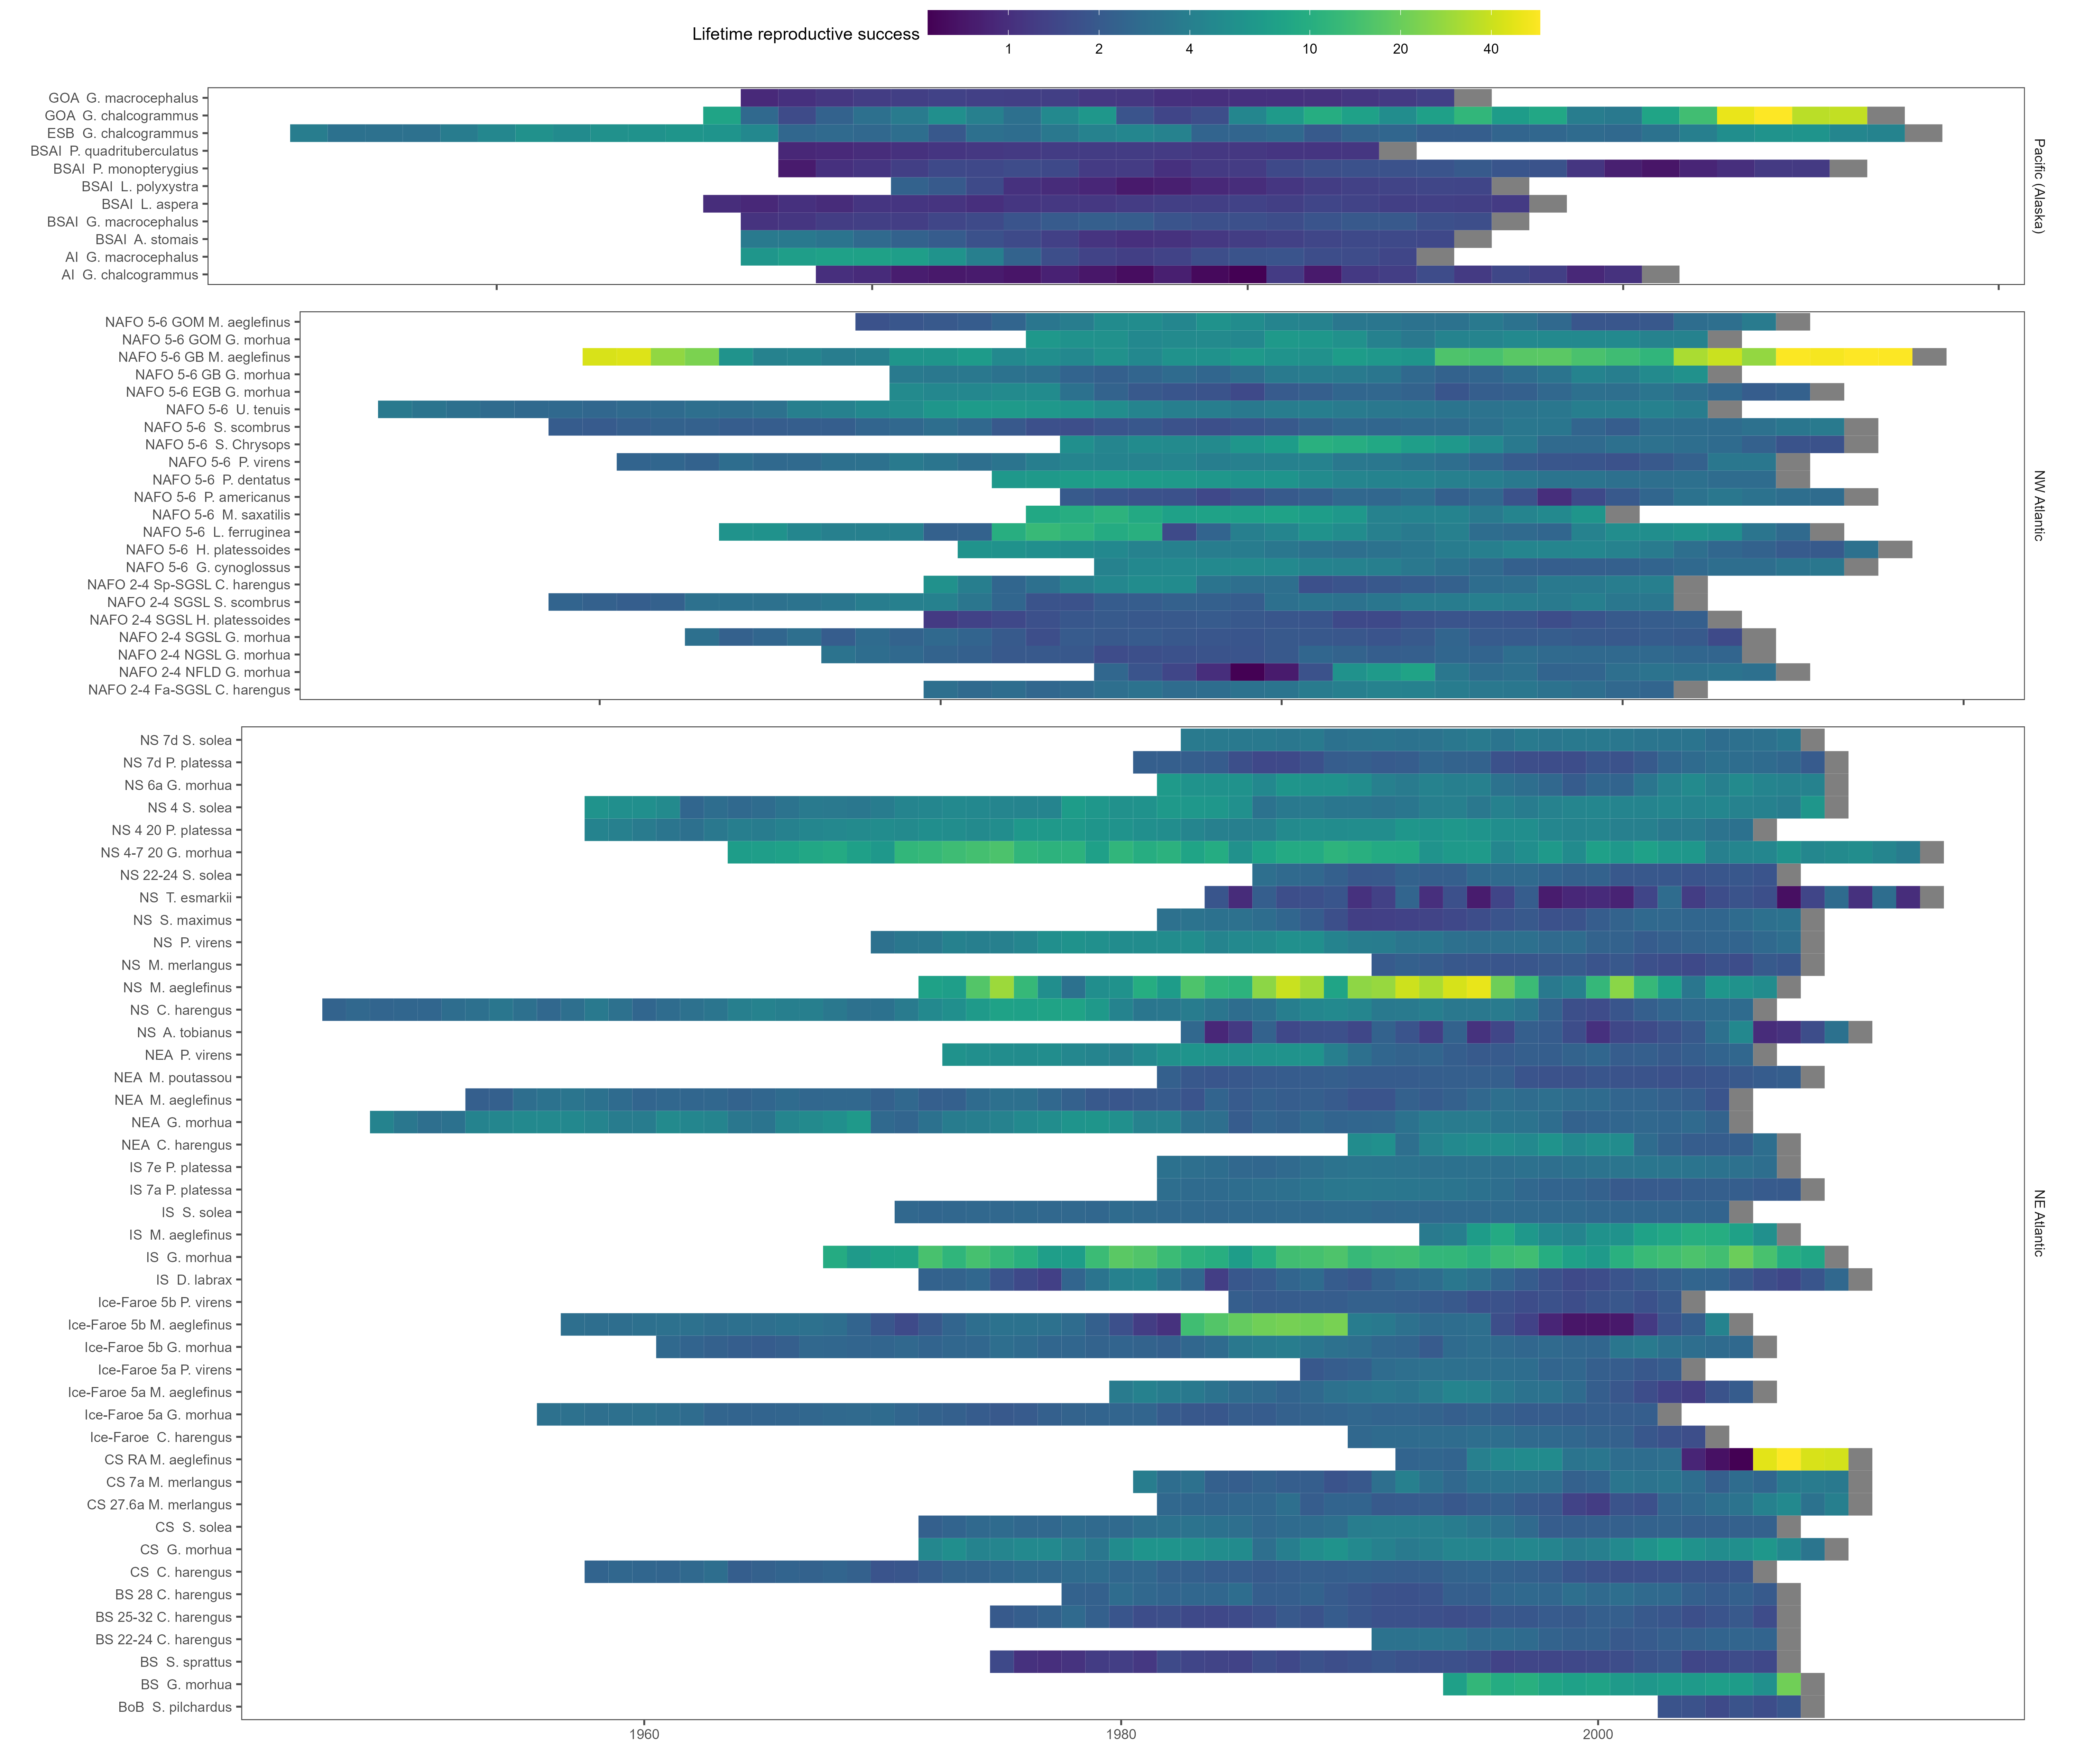 Lifetime reproductive success
1 2 4 10 20 40
GOA  G. macrocephalus
GOA  G. chalcogrammus
ESB  G. chalcogrammus
BSAI  P. quadrituberculatus
BSAI  P. monopterygius
BSAI  L. polyxystra
BSAI  L. aspera
BSAI  G. macrocephalus
BSAI  A. stomais
AI  G. macrocephalus
AI  G. chalcogrammus
Pacific (Alaska)
NAFO 5-6 GOM M. aeglefinus
NAFO 5-6 GOM G. morhua
NAFO 5-6 GB M. aeglefinus
NAFO 5-6 GB G. morhua
NAFO 5-6 EGB G. morhua
NAFO 5-6  U. tenuis
NAFO 5-6  S. scombrus
NAFO 5-6  S. Chrysops
NAFO 5-6  P. virens
NAFO 5-6  P. dentatus
NAFO 5-6  P. americanus
NAFO 5-6  M. saxatilis
NAFO 5-6  L. ferruginea
NAFO 5-6  H. platessoides
NAFO 5-6  G. cynoglossus
NAFO 2-4 Sp-SGSL C. harengus
NAFO 2-4 SGSL S. scombrus
NAFO 2-4 SGSL H. platessoides
NAFO 2-4 SGSL G. morhua
NAFO 2-4 NGSL G. morhua
NAFO 2-4 NFLD G. morhua
NAFO 2-4 Fa-SGSL C. harengus
NW Atlantic
NS 7d S. solea
NS 7d P. platessa
NS 6a G. morhua
NS 4 S. solea
NS 4 20 P. platessa
NS 4-7 20 G. morhua
NS 22-24 S. solea
NS  T. esmarkii
NS  S. maximus
NS  P. virens
NS  M. merlangus
NS  M. aeglefinus
NS  C. harengus
NS  A. tobianus
NEA  P. virens
NEA  M. poutassou
NEA  M. aeglefinus
NEA  G. morhua
NEA  C. harengus
IS 7e P. platessa
IS 7a P. platessa
IS  S. solea
IS  M. aeglefinus
IS  G. morhua
IS  D. labrax
Ice-Faroe 5b P. virens
Ice-Faroe 5b M. aeglefinus
Ice-Faroe 5b G. morhua
Ice-Faroe 5a P. virens
Ice-Faroe 5a M. aeglefinus
Ice-Faroe 5a G. morhua
Ice-Faroe  C. harengus
CS RA M. aeglefinus
CS 7a M. merlangus
CS 27.6a M. merlangus
CS  S. solea
CS  G. morhua
CS  C. harengus
BS 28 C. harengus
BS 25-32 C. harengus
BS 22-24 C. harengus
BS  S. sprattus
BS  G. morhua
BoB  S. pilchardus
NE Atlantic
1960 1980 2000